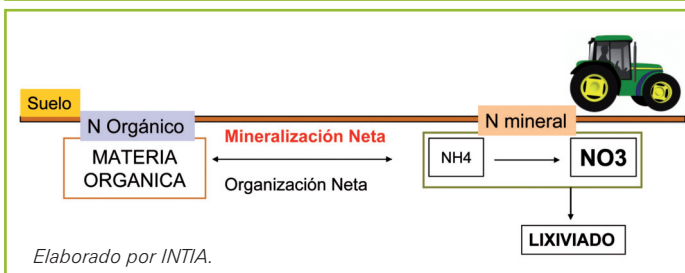 Suelo
N Orgánico
N mineral
Mineralización Neta
MATERIA
ORGANICA
NH4
NO3
Organización Neta
LIXIVIADO
Elaborado por INTIA.